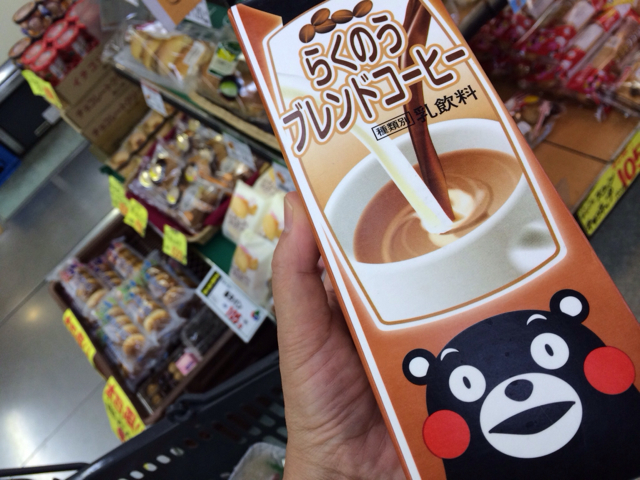 らくのう
ブレンドコーヒー
種類別 乳飲料